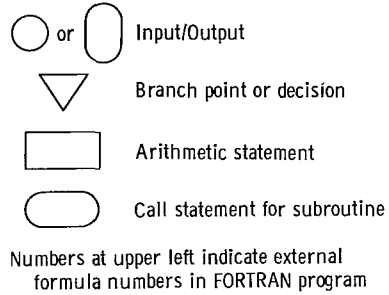 or Input/Output
Branch point or decision
Arithmetic statement
Call statement for subroutine
Numbers at upper left indicate external
formula numbers in FORTRAN program